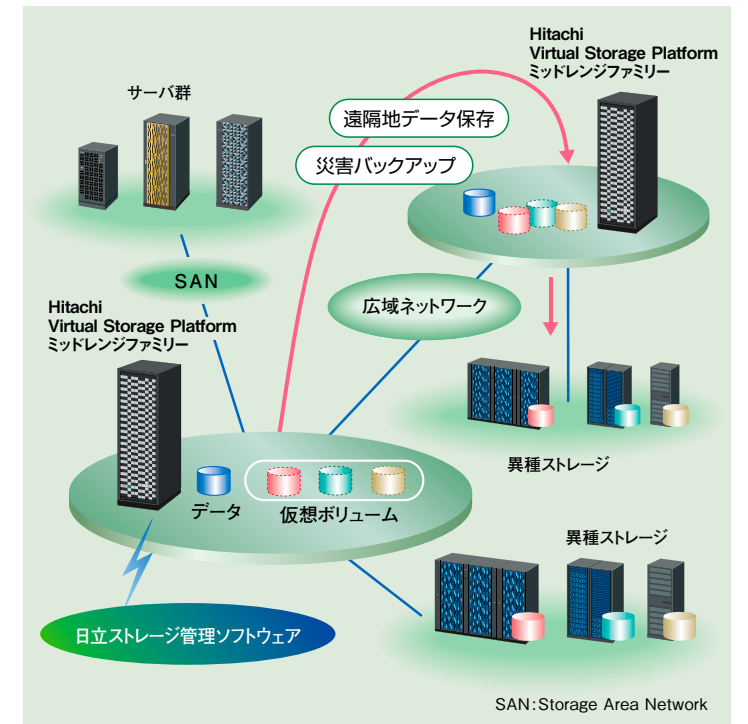 Hitachi
Virtual Storage Platform
ミッドレンジファミリー
サーバ群
遠隔地データ保存
災害バックアップ
SAN
広域ネットワーク
Hitachi
Virtual Storage Platform
ミッドレンジファミリー
異種ストレージ
データ
仮想ボリューム
異種ストレージ
日立ストレージ管理ソフトウェア
SAN:Storage Area Network